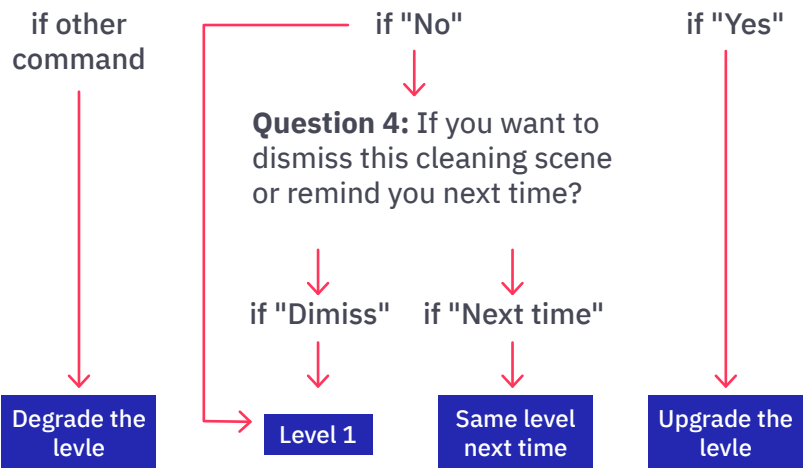 if other
command
if "No"
if "Yes"
Question 4: If you want to
dismiss this cleaning scene
or remind you next time?
if "Dimiss"
if "Next time"
Degrade the
levle
Level 1
Same level
next time
Upgrade the
levle